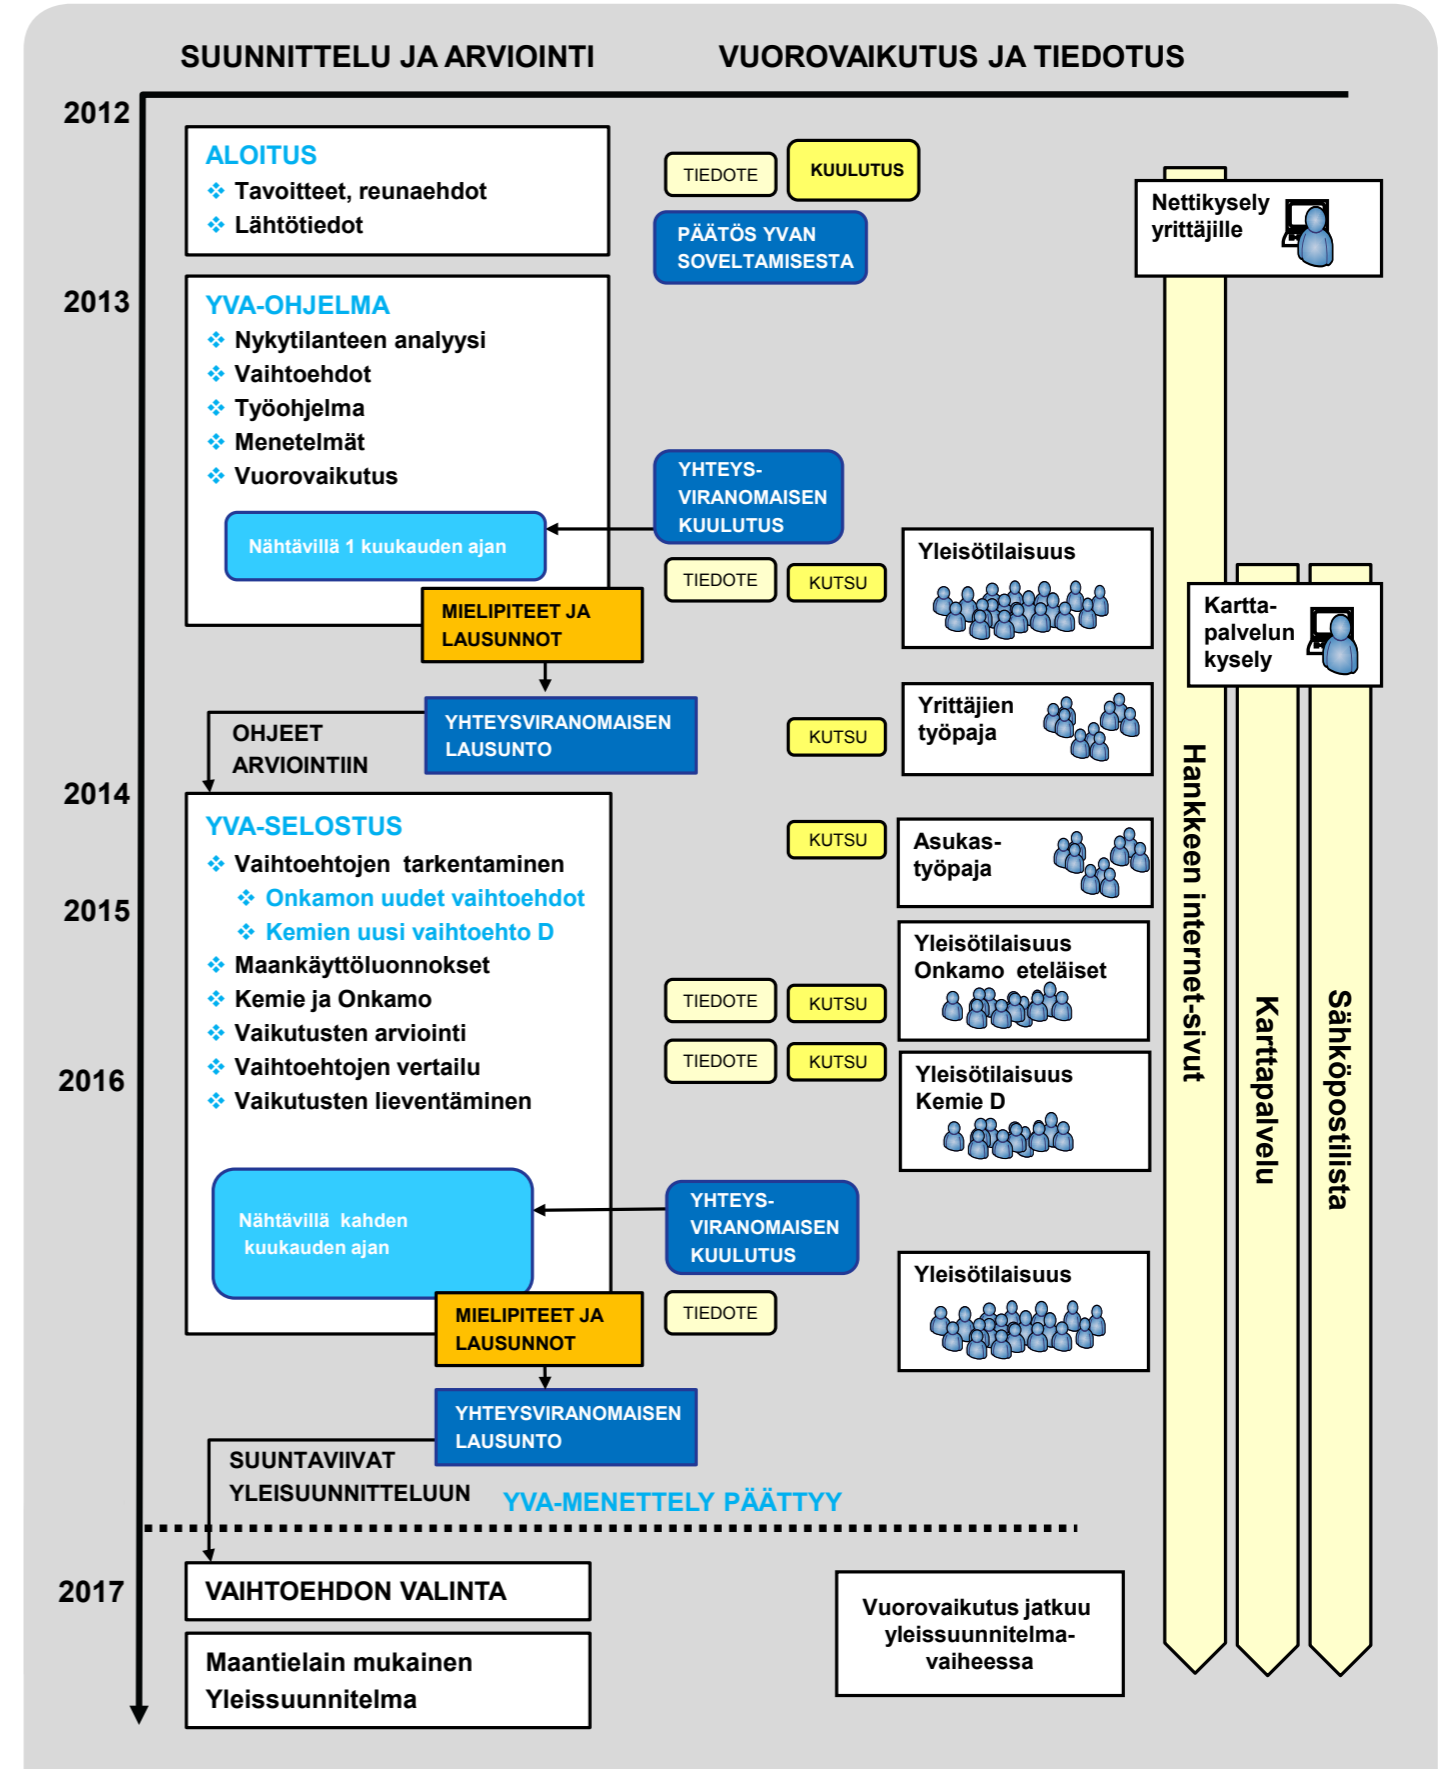 SUUNNITTELU JA ARVIOINTI
VUOROVAIKUTUS JA TIEDOTUS
2012
ALOITUS
Tavoitteet, reunaehdot
Lähtötiedot
TIEDOTE
KUULUTUS
PÄÄTÖS YVAN
SOVELTAMISESTA
Nettikysely
yrittäjille
2013
YVA-OHJELMA
Nykytilanteen analyysi
Vaihtoehdot
Työohjelma
Menetelmät
Vuorovaikutus
Nähtävillä 1 kuukauden ajan
YHTEYS-
VIRANOMAISEN
KUULUTUS
TIEDOTE
KUTSU
Yleisötilaisuus
Kartta-
palvelun
kysely
MIELIPITEET JA
LAUSUNNOT
YHTEYSVIRANOMAISEN
LAUSUNTO
OHJEET
ARVIOINTIIN
KUTSU
Yrittäjien
työpaja
2014
YVA-SELOSTUS
Vaihtoehtojen tarkentaminen
Onkamon uudet vaihtoehdot
Kemien uusi vaihtoehto D
Maankäyttöluonnokset
Kemie ja Onkamo
Vaikutusten arviointi
Vaihtoehtojen vertailu
Vaikutusten lieventäminen
2015
2016
KUTSU
Asukas-
työpaja
TIEDOTE
KUTSU
Yleisötilaisuus
Onkamo eteläiset
TIEDOTE
KUTSU
Yleisötilaisuus
Kemie D
Nähtävillä kahden
kuukauden ajan
YHTEYS-
VIRANOMAISEN
KUULUTUS
TIEDOTE
Yleisötilaisuus
MIELIPITEET JA
LAUSUNNOT
YHTEYSVIRANOMAISEN
LAUSUNTO
SUUNTAVIIVAT
YLEISUUNNITTELUUN
YVA-MENETTELY PÄÄTTYY
2017
VAIHTOEHDON VALINTA
Maantielain mukainen
Yleissuunnitelma
Vuorovaikutus jatkuu
yleissuunnitelma-
vaiheessa
Hankkeen internet-sivut
Karttapalvelu
Sähköpostilista